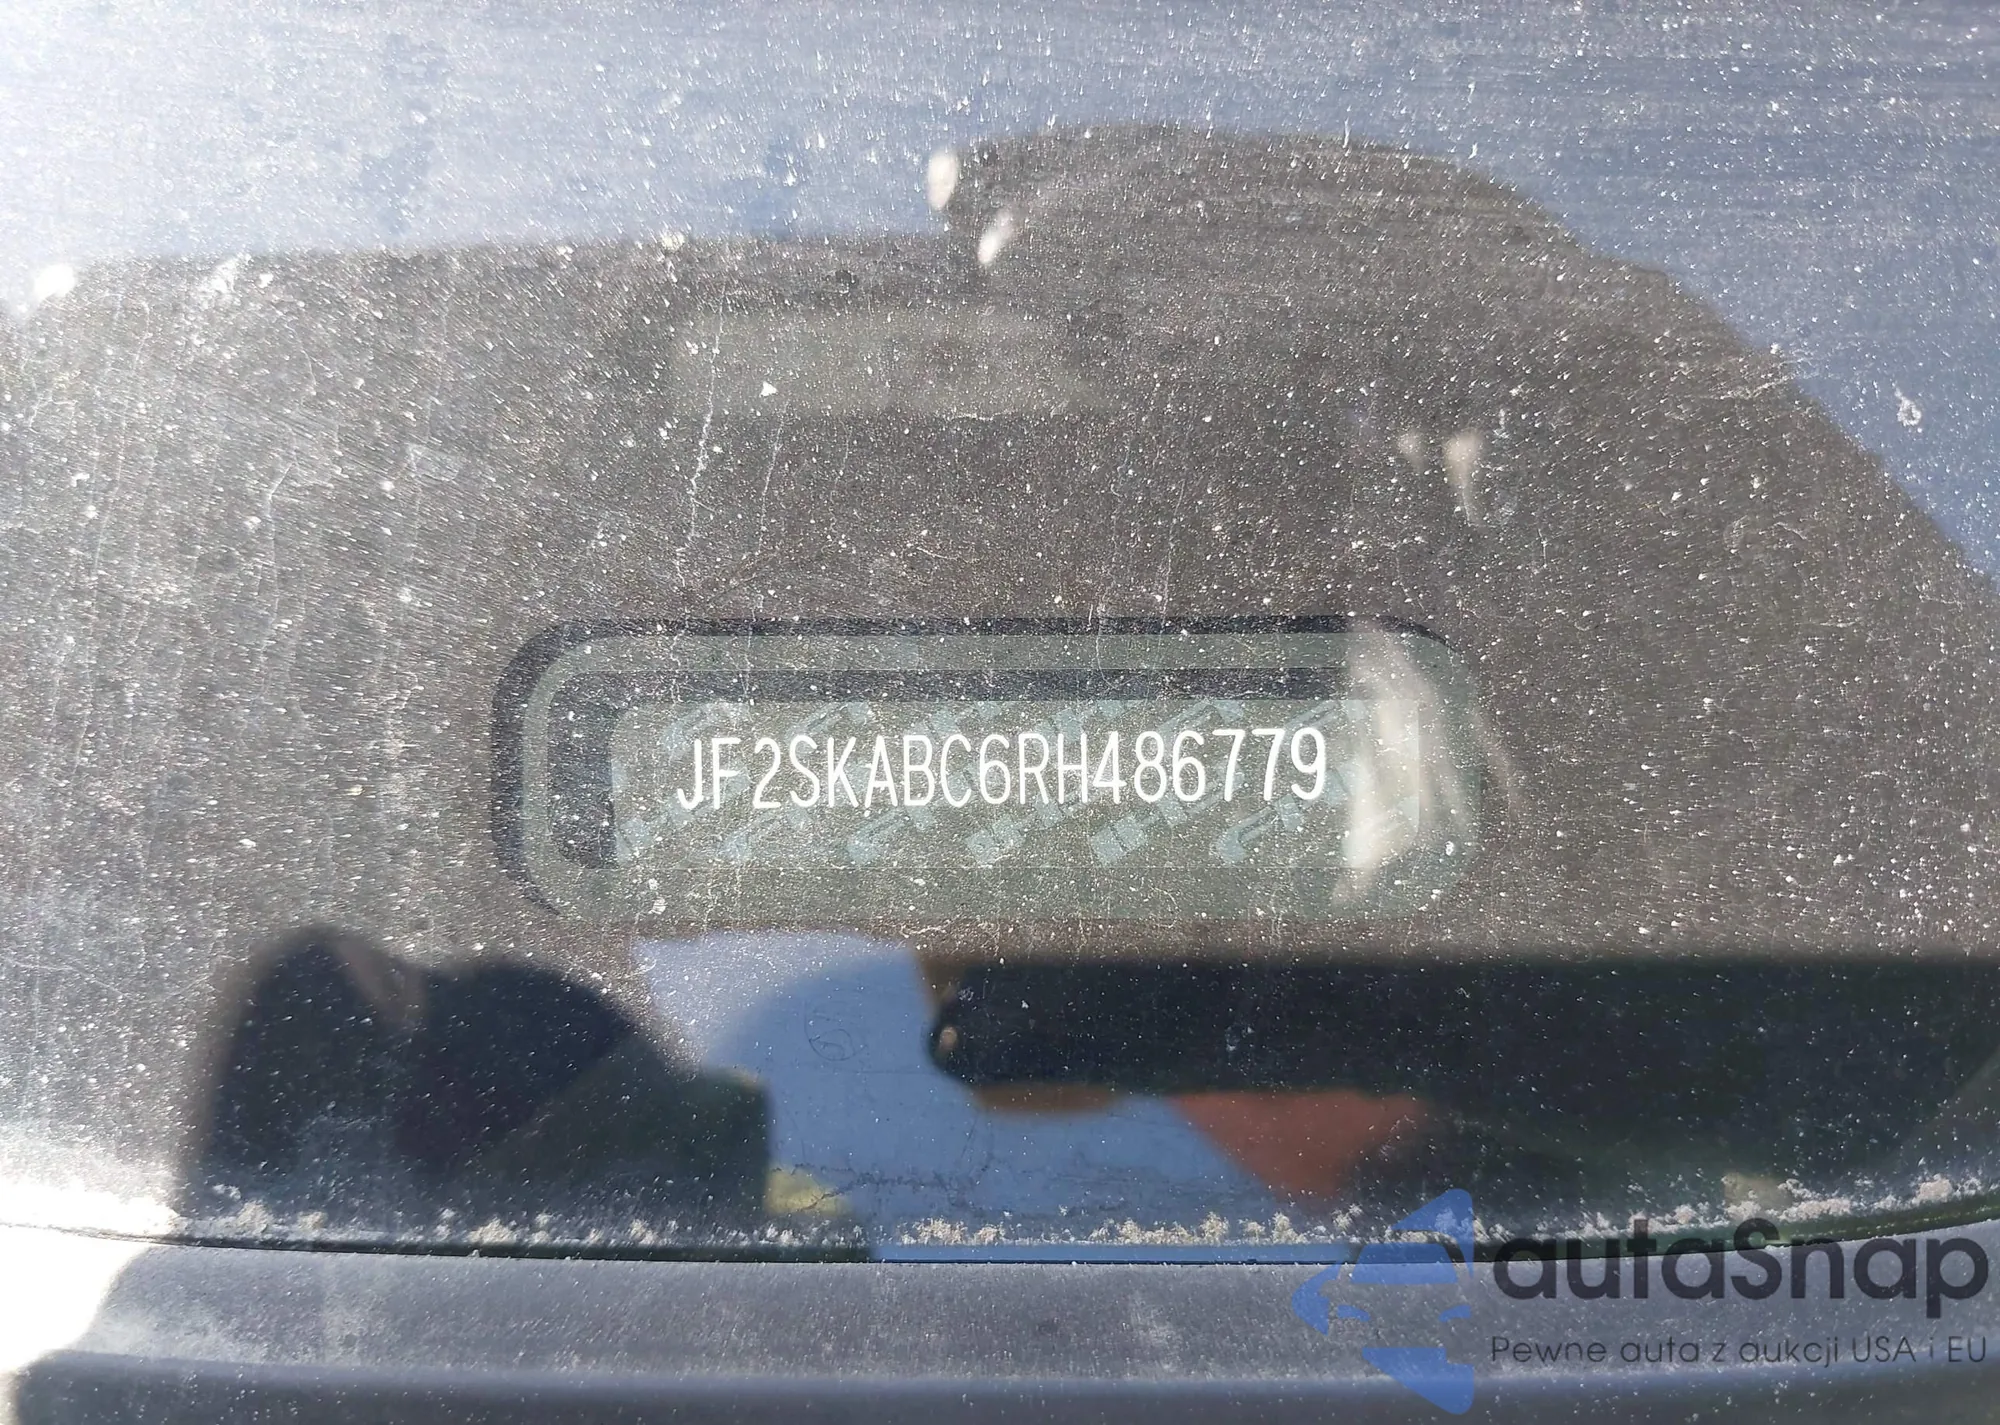 JF2SKABC6RH486779
autaSnap
Pewne auta z aukcji USA i EU